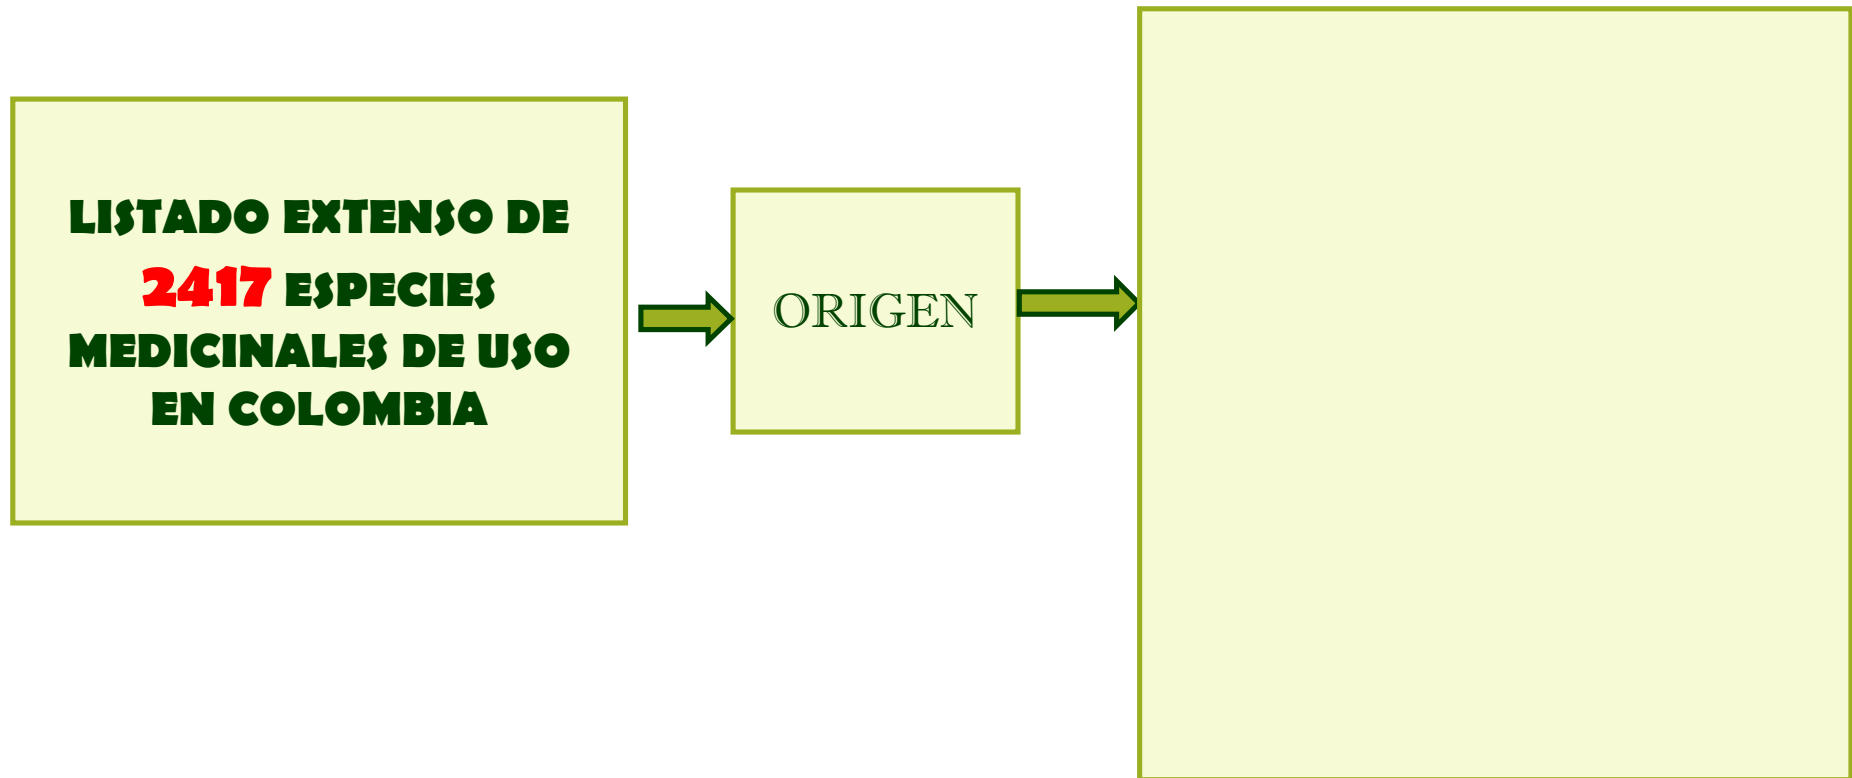 LISTADO EXTENSO DE
2417 ESPECIES
MEDICINALES DE USO
EN COLOMBIA
ORIGEN